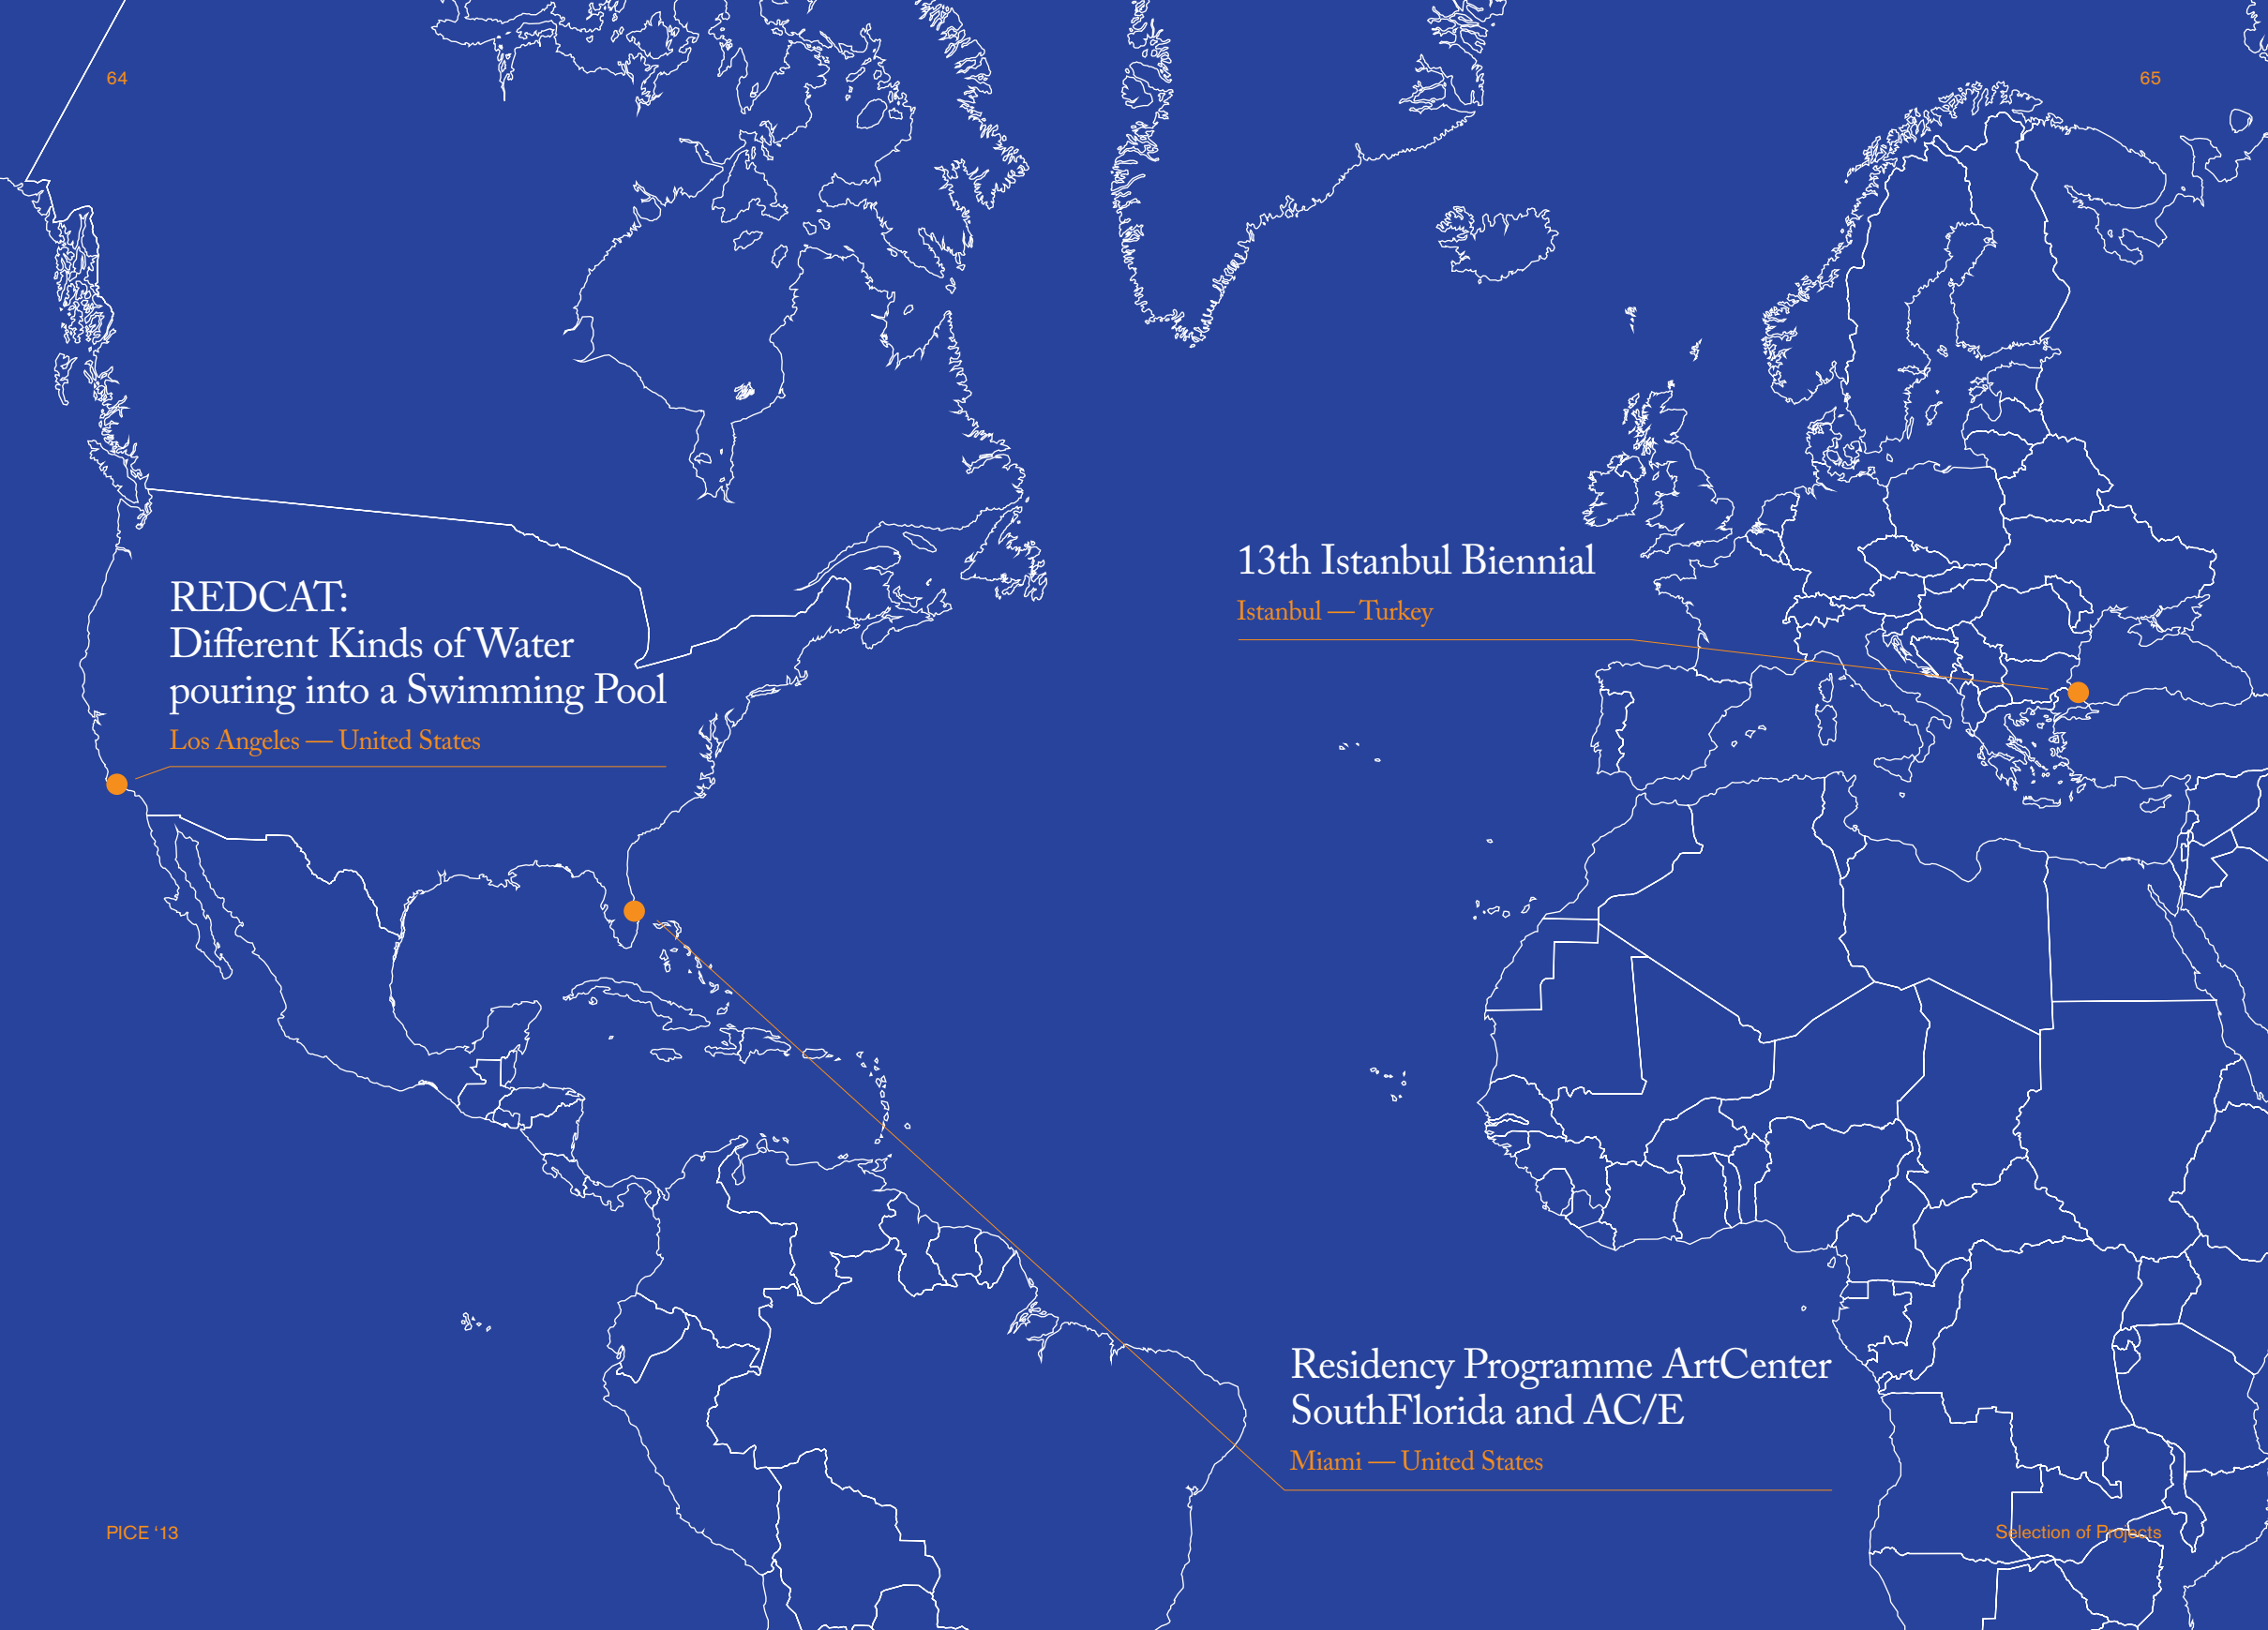 64
65
REDCAT:
Different Kinds of Water
pouring into a Swimming Pool
Los Angeles — United States
13th Istanbul Biennial
Istanbul — Turkey
Residency Programme ArtCenter
SouthFlorida and AC/E
Miami — United States
PICE ‘13
Selection of Projects